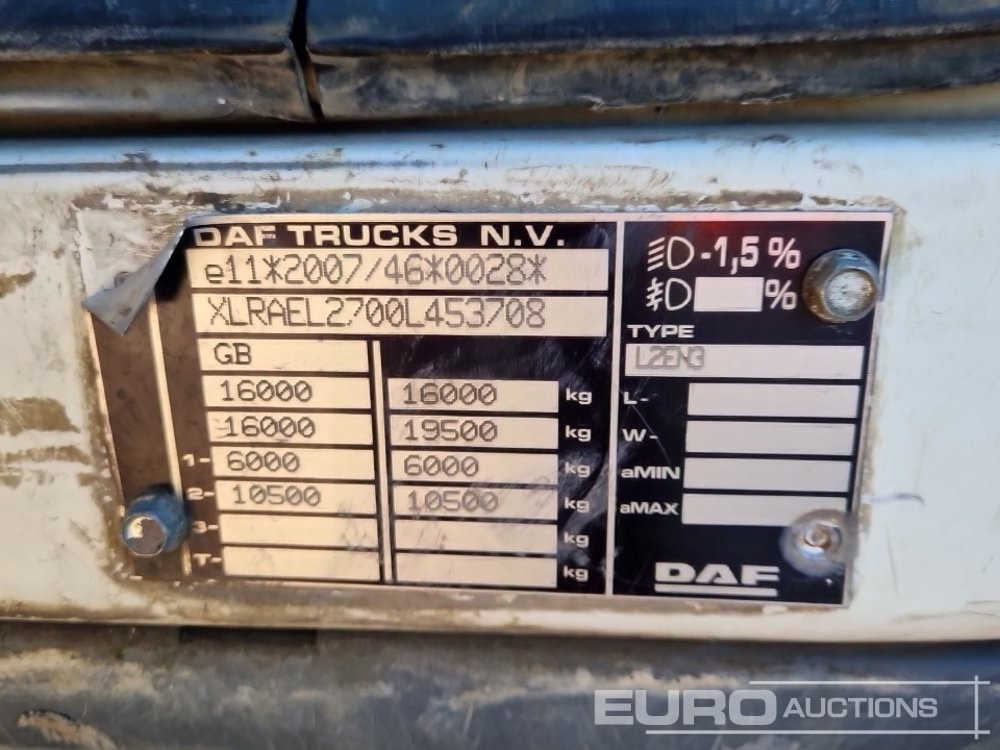 DAF TRUCKS N.V.
e11*2007/46*0028*
XLRAEL2700L453708
GB
16000 16000 kg
16000 19500 kg
1- 6000 6000 kg
2- 10500 10500 kg
3- kg
T- kg
-1,5 %
%
TYPE
L2EN3
L-
W-
aMIN
aMAX
DAF
EURO AUCTIONS